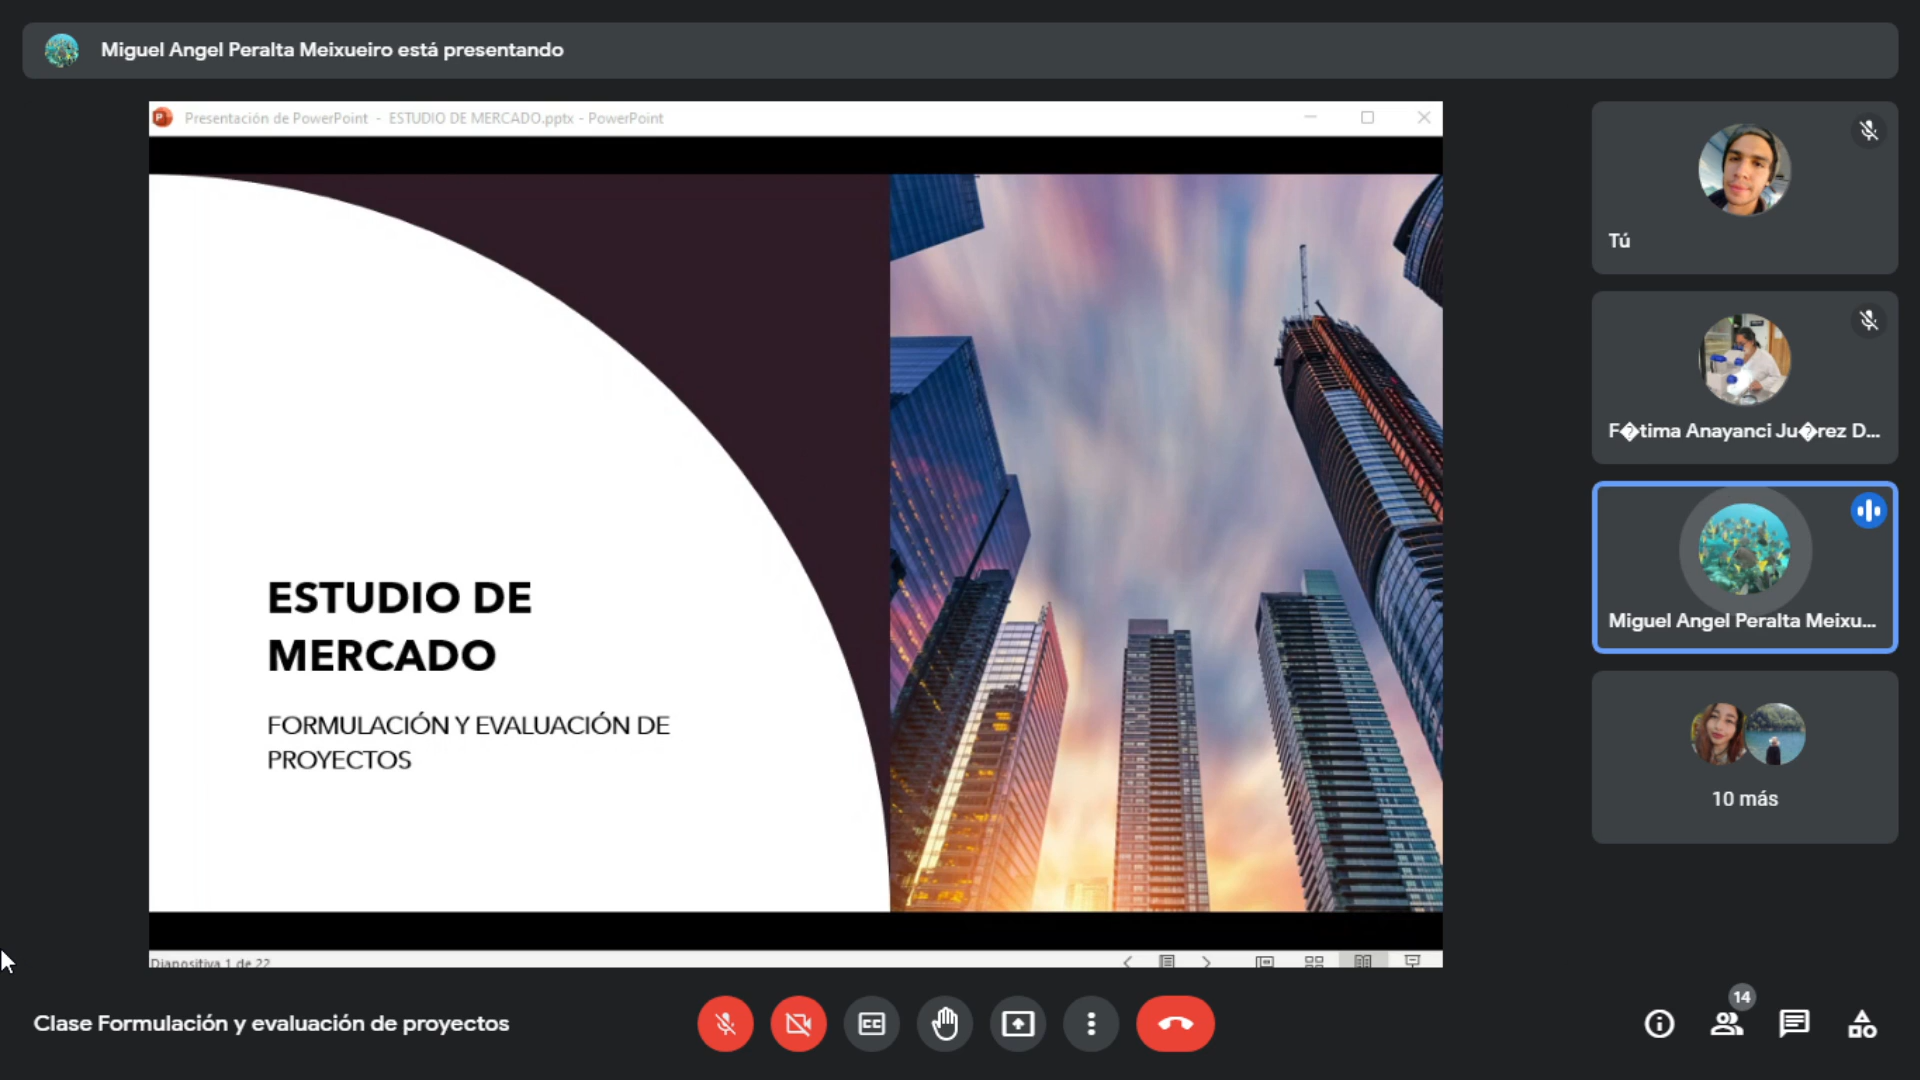 Miguel Angel Peralta Meixueiro está presentando
Presentación de PowerPoint - ESTUDIO DE MERCADO.pptx - PowerPoint
ESTUDIO DE
MERCADO
FORMULACIÓN Y EVALUACIÓN DE
PROYECTOS
Diapositiva 1 de 22
Tú
F�tima Anayanci Ju�rez D...
Miguel Angel Peralta Meixu...
10 más
Clase Formulación y evaluación de proyectos
CC
14